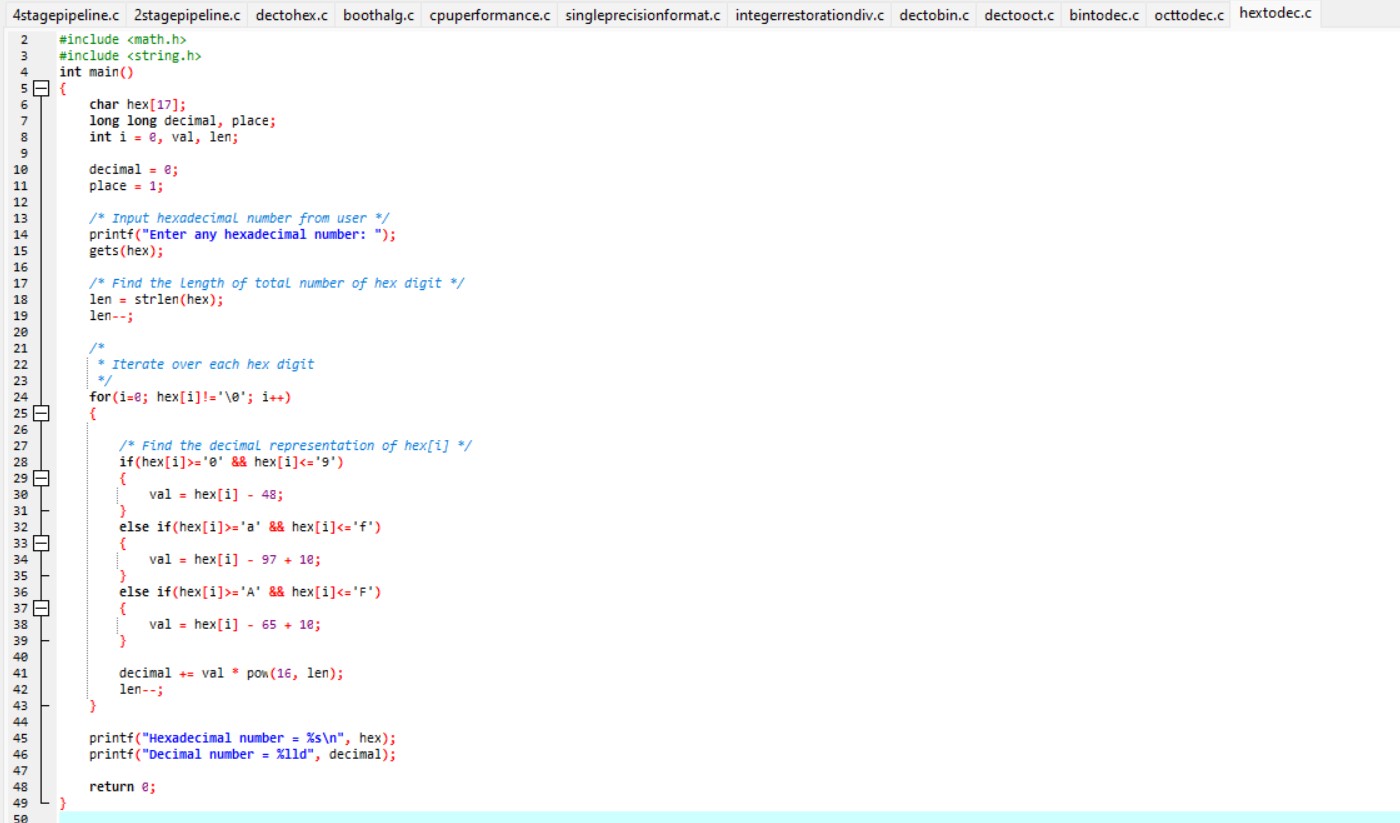 4stagepipeline.c 2stagepipeline.c dectohex.c boothalg.c cpuperformance.c singleprecisionformat.c integerrestorationdiv.c dectobin.c dectooct.c bintodec.c octtodec.c hextodec.c
2 #include <math.h>
3 #include <string.h>
4 int main()
5 {
6 char hex[17];
7 long long decimal, place;
8 int i = 0, val, len;
9
10 decimal = 0;
11 place = 1;
12
13 /* Input hexadecimal number from user */
14 printf("Enter any hexadecimal number: ");
15 gets(hex);
16
17 /* Find the length of total number of hex digit */
18 len = strlen(hex);
19 len--;
20
21 /*
22 * Iterate over each hex digit
23 */
24 for(i=0; hex[i]!='\0'; i++)
25 {
26
27 /* Find the decimal representation of hex[i] */
28 if(hex[i]>='0' && hex[i]<='9')
29 {
30 val = hex[i] - 48;
31 }
32 else if(hex[i]>='a' && hex[i]<='f')
33 {
34 val = hex[i] - 97 + 10;
35 }
36 else if(hex[i]>='A' && hex[i]<='F')
37 {
38 val = hex[i] - 65 + 10;
39 }
40
41 decimal += val * pow(16, len);
42 len--;
43 }
44
45 printf("Hexadecimal number = %s\n", hex);
46 printf("Decimal number = %lld", decimal);
47
48 return 0;
49 }
50